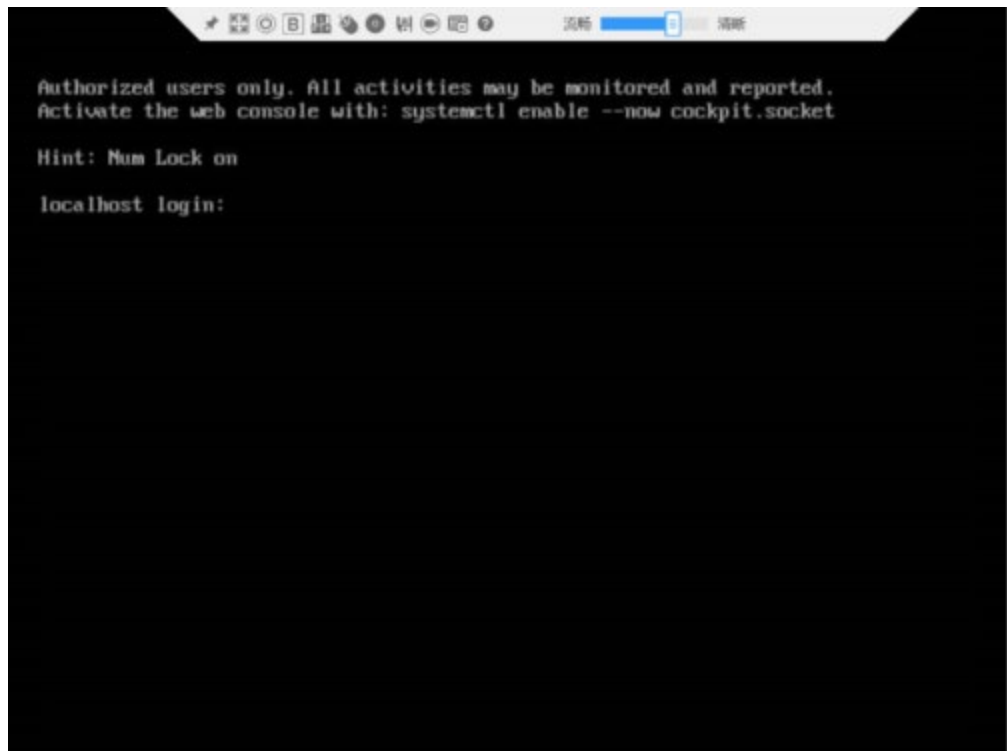 流畅 清晰
Authorized users only. All activities may be monitored and reported.
Activate the web console with: systemctl enable --now cockpit.socket
Hint: Num Lock on
localhost login: